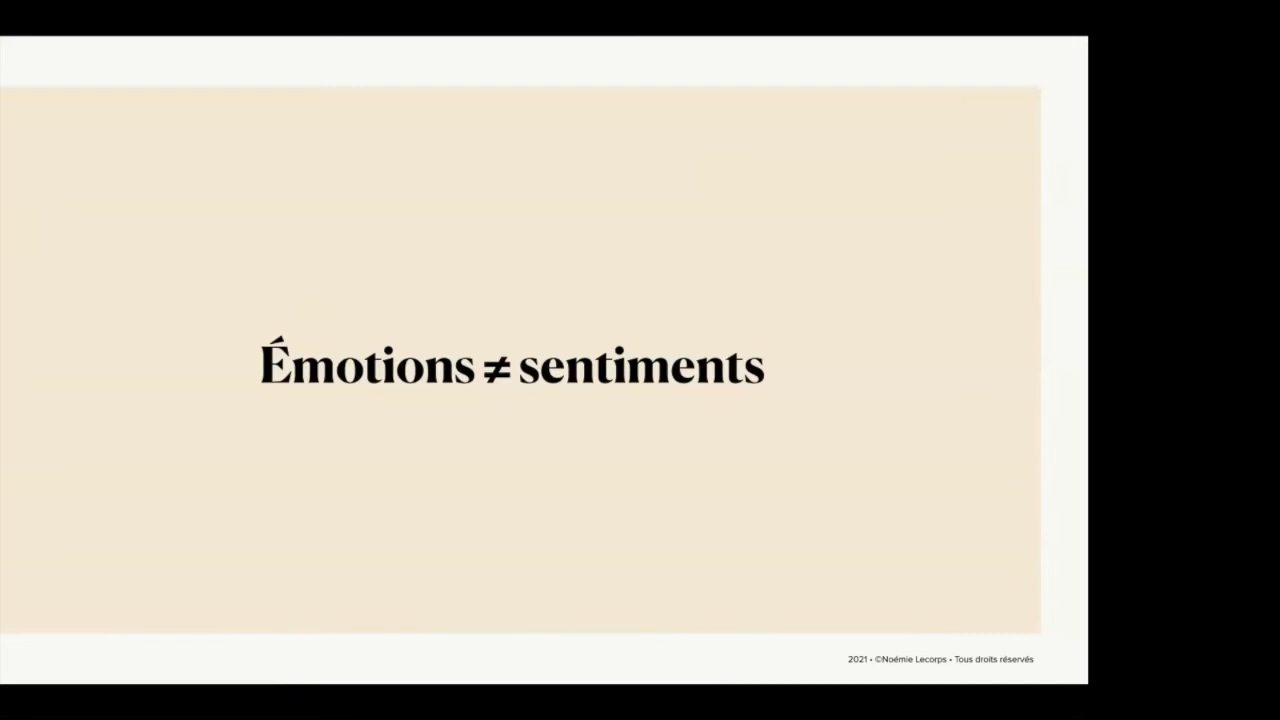 Émotions ≠ sentiments
2021 • ©Noémie Lecorps • Tous droits réservés